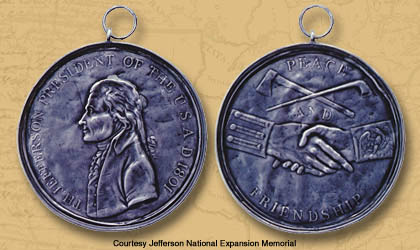 TH. JEFFERSON PRESIDENT OF THE U.S. A.D. 1801
PEACE
AND
FRIENDSHIP
Courtesy Jefferson National Expansion Memorial